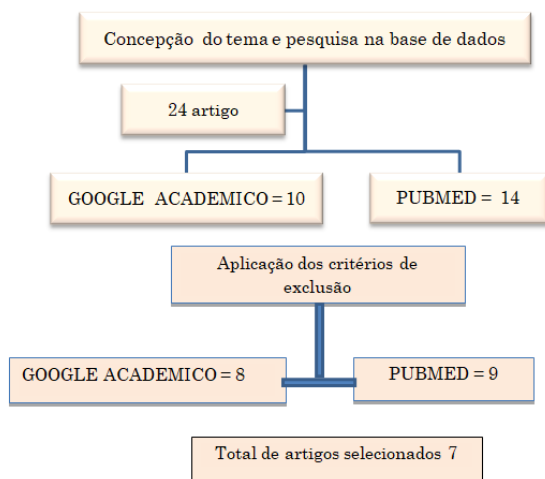 Concepção do tema e pesquisa na base de dados
24 artigo
GOOGLE ACADEMICO = 10
PUBMED = 14
Aplicação dos critérios de
exclusão
GOOGLE ACADEMICO = 8
PUBMED = 9
Total de artigos selecionados 7